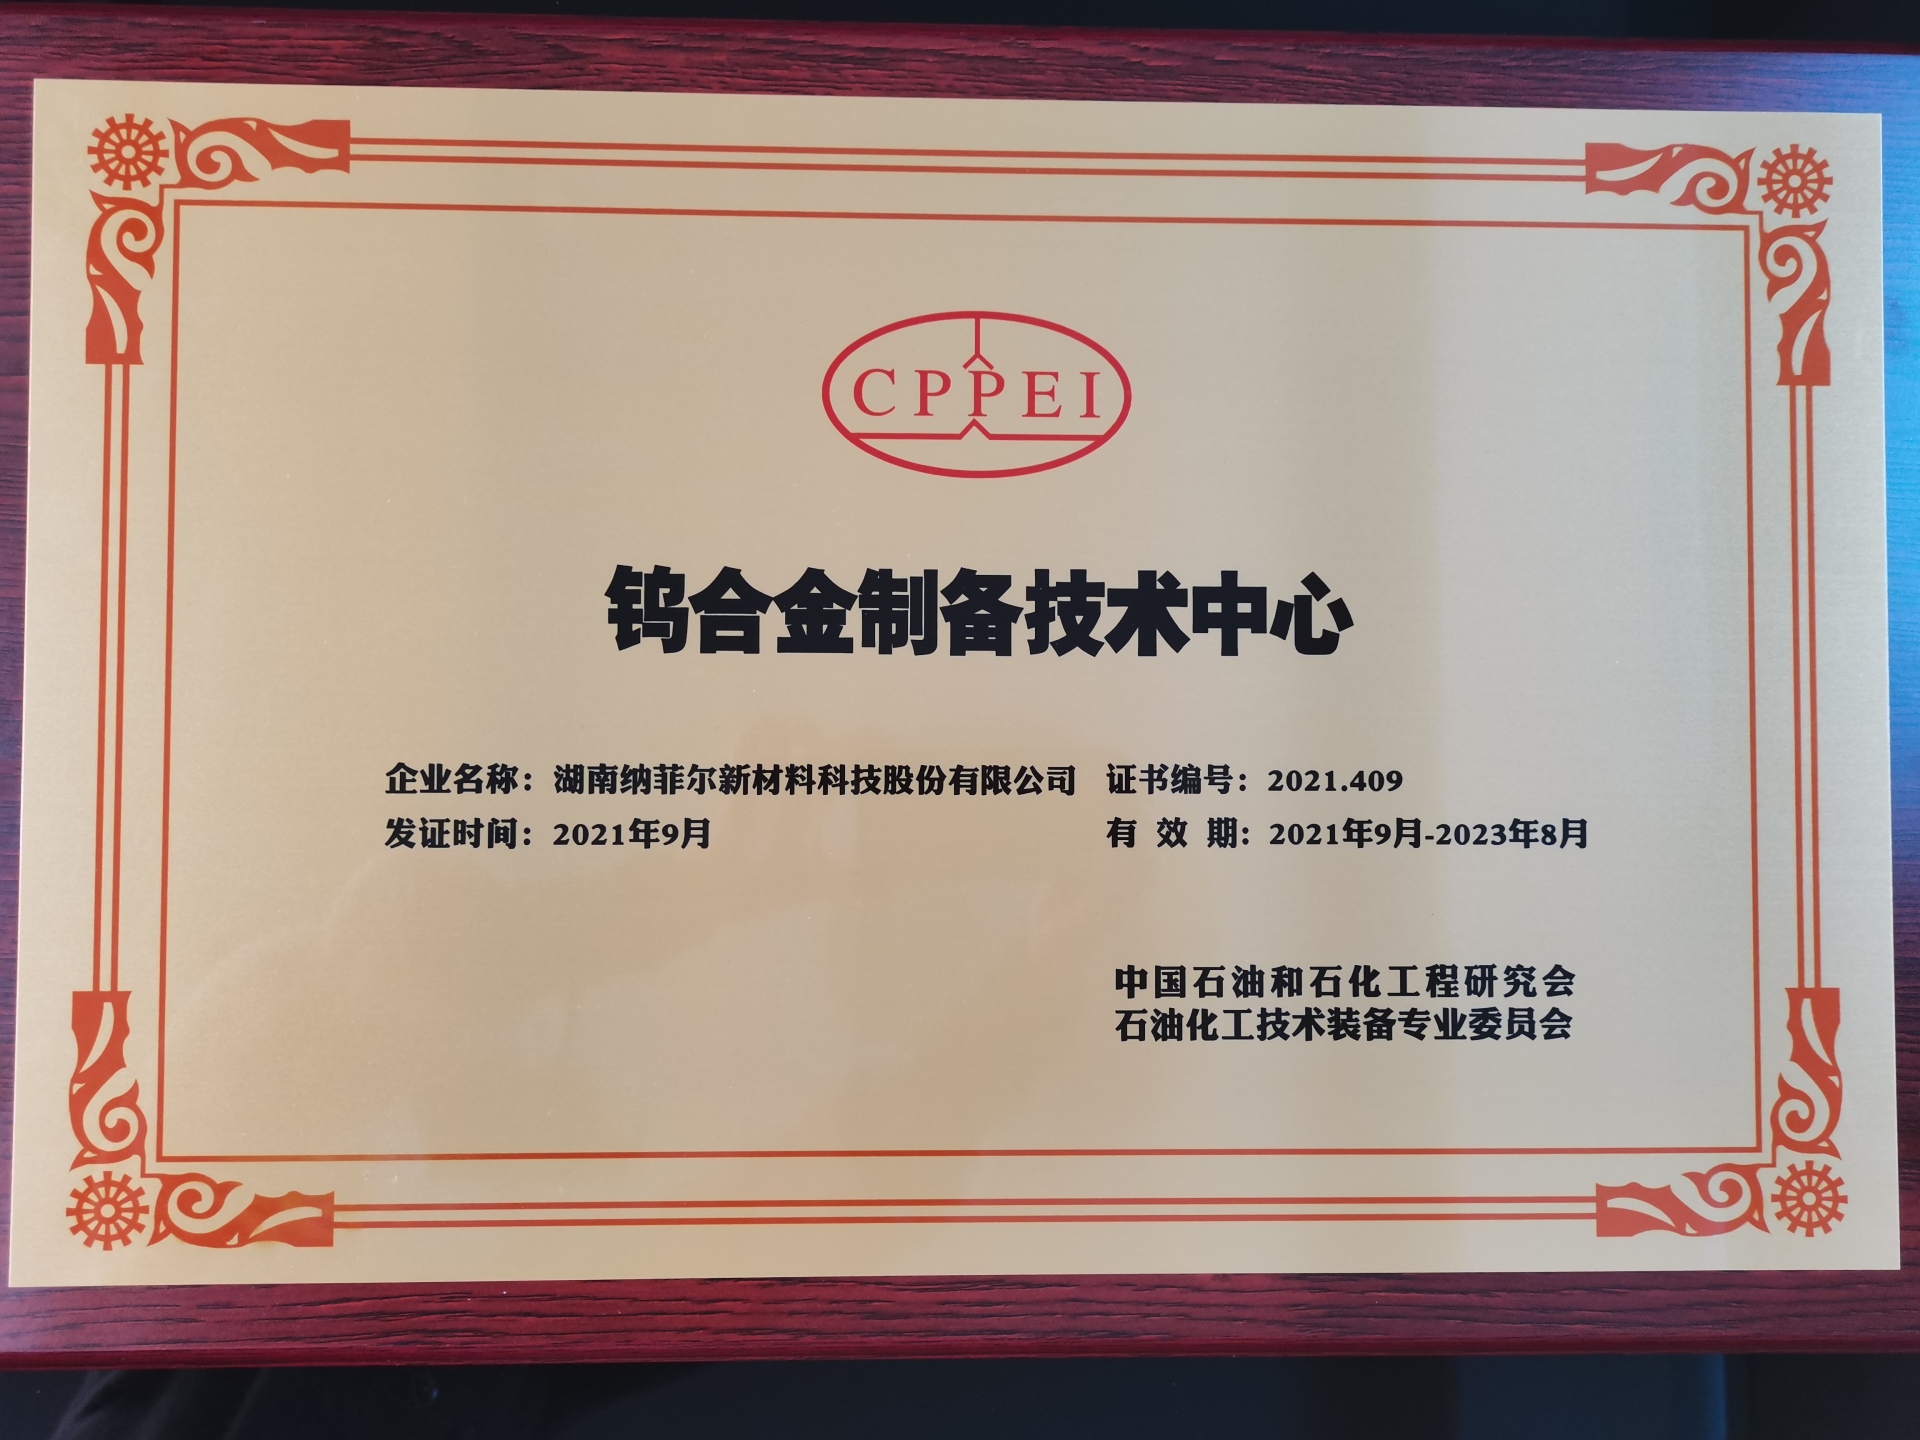 CPPEI
钨合金制备技术中心
企业名称：湖南纳菲尔新材料科技股份有限公司 证书编号：2021.409
发证时间：2021年9月 有 效 期：2021年9月-2023年8月
中国石油和石化工程研究会
石油化工技术装备专业委员会